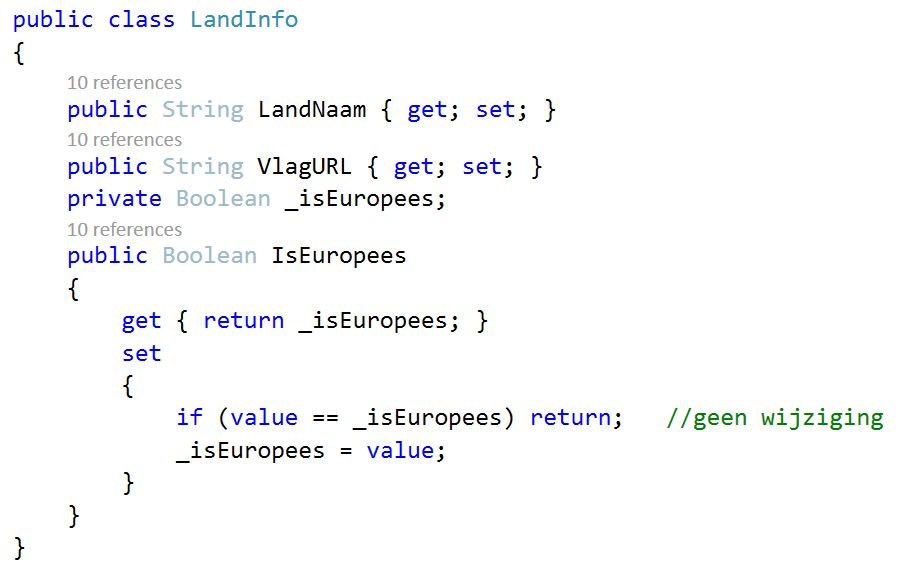 public class LandInfo
{
10 references
public String LandNaam { get; set; }
10 references
public String VlagURL { get; set; }
private Boolean _isEuropees;
10 references
public Boolean IsEuropees
{
get { return _isEuropees; }
set
{
if (value == _isEuropees) return;   //geen wijziging
_isEuropees = value;
}
}
}